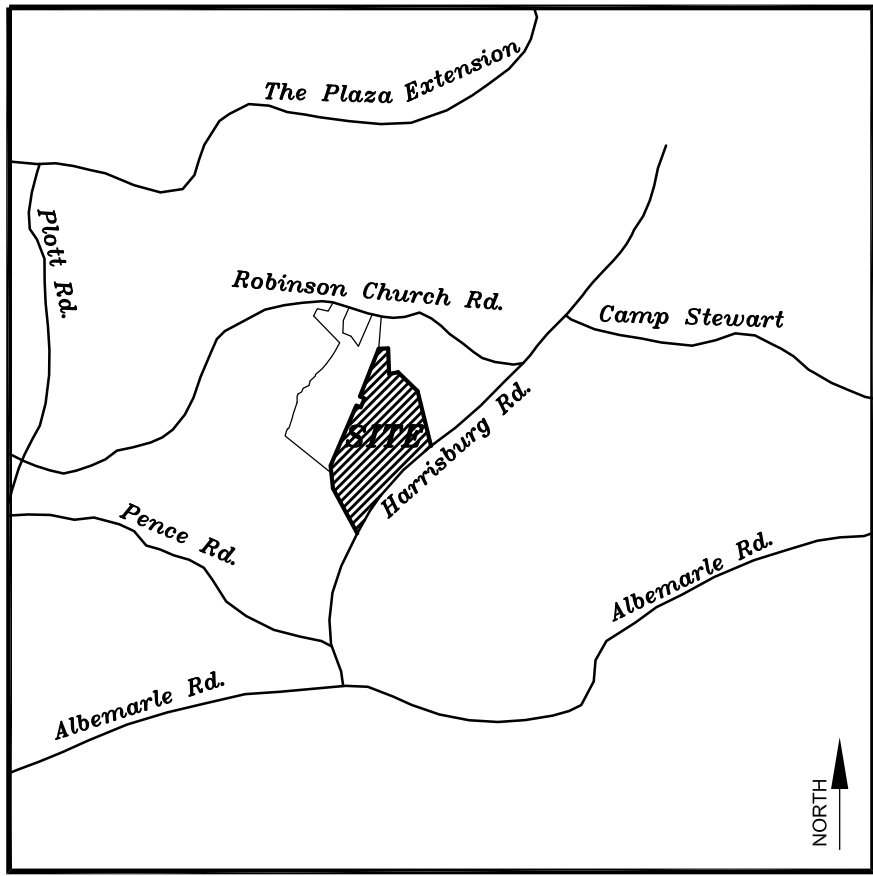 The Plaza Extension
Plott Rd.
Robinson Church Rd.
Camp Stewart
SITE
Harrisburg Rd.
Pence Rd.
Albemarle Rd.
Albemarle Rd.
NORTH